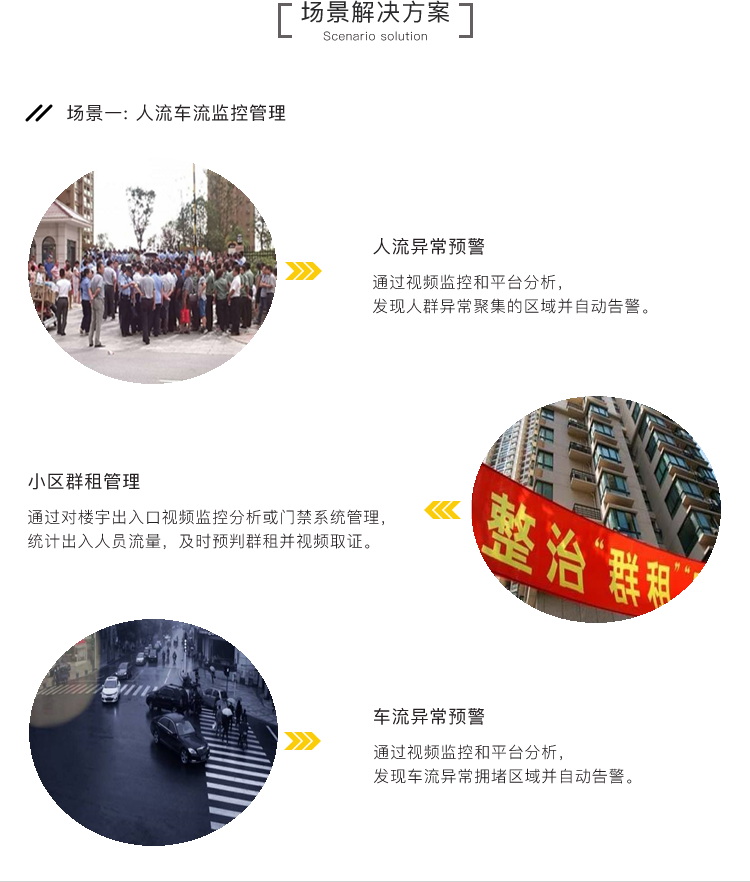 场景解决方案
Scenario solution
场景一: 人流车流监控管理
人流异常预警
通过视频监控和平台分析,
发现人群异常聚集的区域并自动告警。
小区群租管理
通过对楼宇出入口视频监控分析或门禁系统管理,
统计出入人员流量，及时预判群租并视频取证。
整治“群租”“
车流异常预警
通过视频监控和平台分析,
发现车流异常拥堵区域并自动告警。